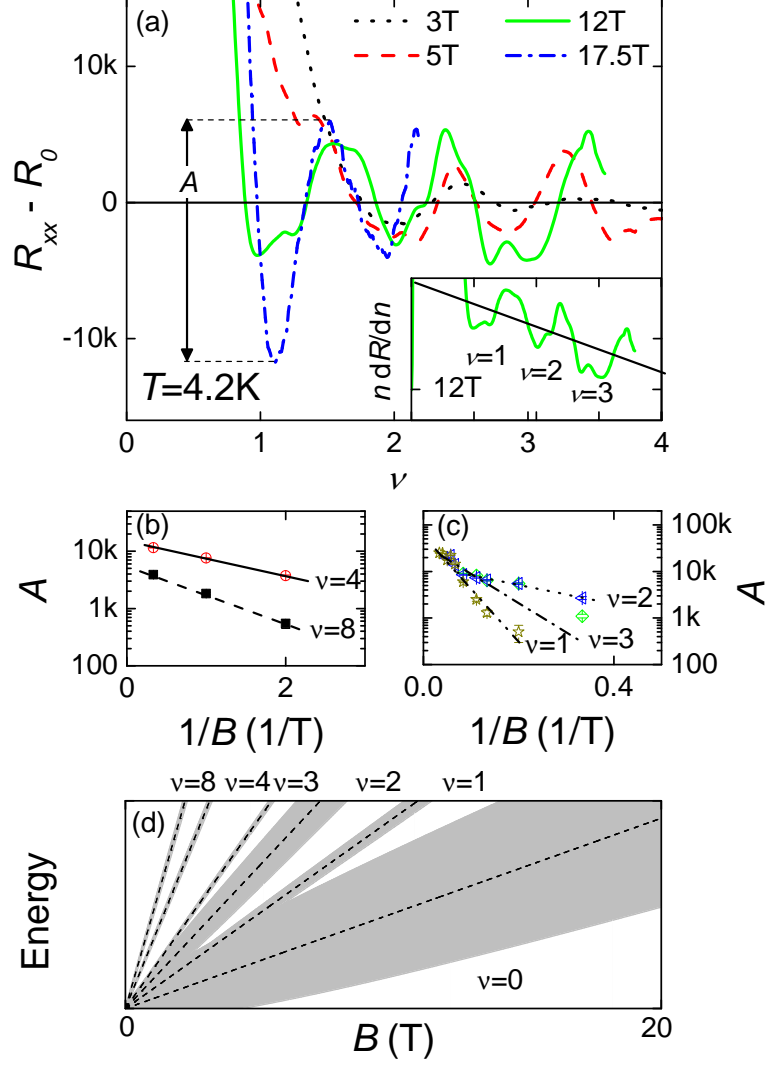 (a)
3T
12T
5T
17.5T
10k
0
-10k
R_xx - R_0
A
T=4.2K
n dR/dn
ν=1
ν=2
ν=3
12T
0 1 2 3 4
ν
(b)
10k
1k
100
A
ν=4
ν=8
0 2
1/B (1/T)
(c)
100k
10k
1k
100
A
ν=2
ν=3
ν=1
0.0 0.4
1/B (1/T)
ν=8 ν=4 ν=3 ν=2 ν=1
(d)
Energy
ν=0
0 20
B (T)